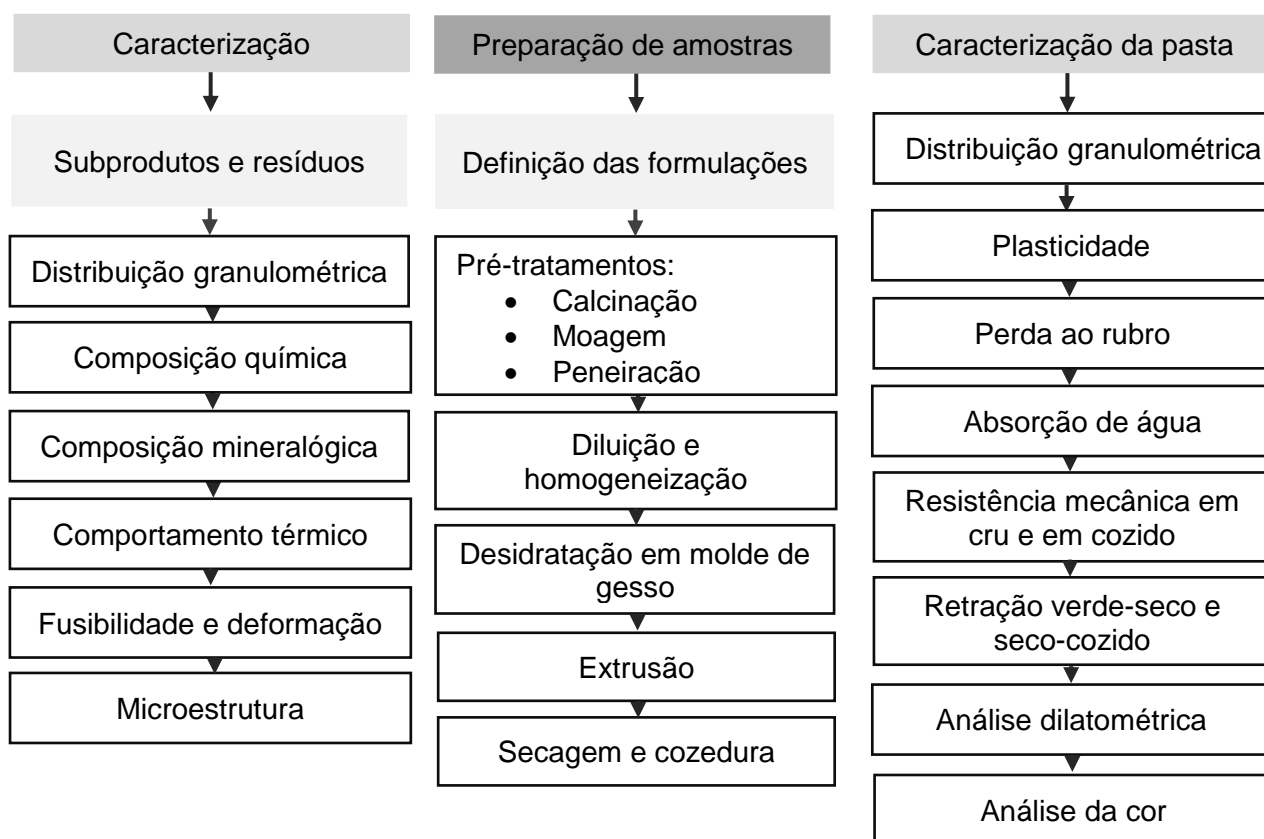 Caracterização
Subprodutos e resíduos
Distribuição granulométrica
Composição química
Composição mineralógica
Comportamento térmico
Fusibilidade e deformação
Microestrutura
Preparação de amostras
Definição das formulações
Pré-tratamentos:
• Calcinação
• Moagem
• Peneiração
Diluição e
homogeneização
Desidratação em molde de
gesso
Extrusão
Secagem e cozedura
Caracterização da pasta
Distribuição granulométrica
Plasticidade
Perda ao rubro
Absorção de água
Resistência mecânica em
cru e em cozido
Retração verde-seco e
seco-cozido
Análise dilatométrica
Análise da cor